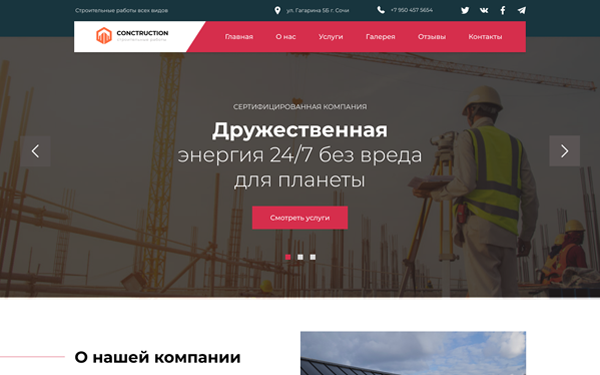 Строительные работы всех видов
ул. Гагарина 5Б г. Сочи
+7 950 457 5654
CONCTRUCTION
Главная
О нас
Услуги
Галерея
Отзывы
Контакты
СЕРТИФИЦИРОВАННАЯ КОМПАНИЯ
Дружественная
энергия 24/7 без вреда
для планеты
Смотреть услуги
О нашей компании